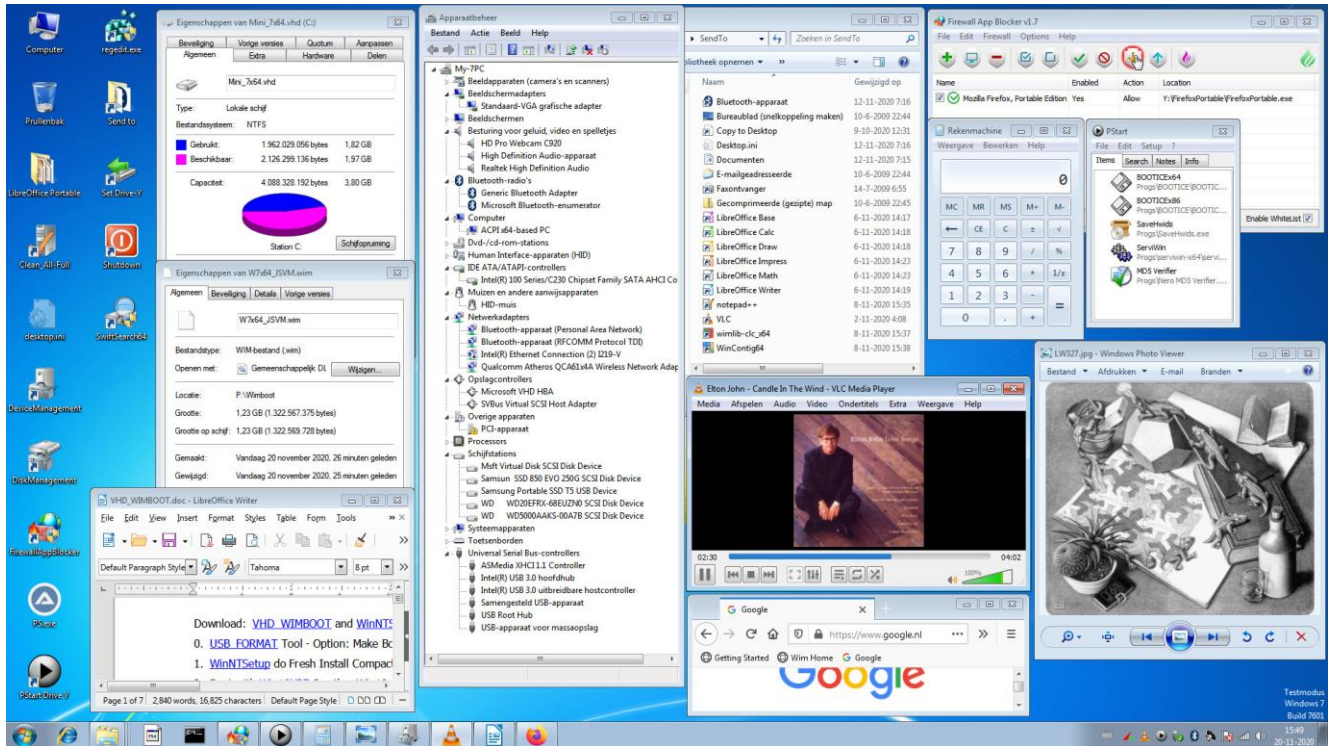 Computer
regedit.exe
Prullenbak
Send to
LibreOffice Portable
Set Drive-Y
Clean_All-Full
Shutdown
desktop.ini
SwiftSearch64
DeviceManagement
DiskManagement
FirewallAppBlocker
PS.exe
PStart Drive-Y
Eigenschappen van Mini_7x64.vhd (C:)
Beveiliging Vorige versies Quotum Aanpassen
Algemeen Extra Hardware Delen
Mini_7x64.vhd
Type: Lokale schijf
Bestandssysteem: NTFS
Gebruikt: 1.962.029.056 bytes 1,82 GB
Beschikbaar: 2.126.299.136 bytes 1,97 GB
Capaciteit: 4.088.328.192 bytes 3,80 GB
Station C:
Schijfopruiming
Eigenschappen van W7x64_JSVM.wim
Algemeen Beveiliging Details Vorige versies
W7x64_JSVM.wim
Bestandstype: WIM-bestand (.wim)
Openen met: Gemeenschappelijk DL Wijzigen...
Locatie: P:\Wimboot
Grootte: 1,23 GB (1.322.567.375 bytes)
Grootte op schijf: 1,23 GB (1.322.569.728 bytes)
Gemaakt: Vandaag 20 november 2020, 26 minuten geleden
Gewijzigd: Vandaag 20 november 2020, 25 minuten geleden
VHD_WIMBOOT.doc - LibreOffice Writer
File Edit View Insert Format Styles Table Form Tools » ×
Default Paragraph Style Tahoma 8 pt »
Download: VHD_WIMBOOT and WinNTS
0. USB_FORMAT Tool - Option: Make Bo
1. WinNTSetup do Fresh Install Compac
Page 1 of 7 2,840 words, 16,825 characters Default Page Style
Apparaatbeheer
Bestand Actie Beeld Help
My-7PC
Beeldapparaten (camera's en scanners)
Beeldschermadapters
Standaard-VGA grafische adapter
Beeldschermen
Besturing voor geluid, video en spelletjes
HD Pro Webcam C920
High Definition Audio-apparaat
Realtek High Definition Audio
Bluetooth-radio's
Generic Bluetooth Adapter
Microsoft Bluetooth-enumerator
Computer
ACPI x64-based PC
Dvd-/cd-rom-stations
Human Interface-apparaten (HID)
IDE ATA/ATAPI-controllers
Intel(R) 100 Series/C230 Chipset Family SATA AHCI Co
Muizen en andere aanwijsapparaten
HID-muis
Netwerkadapters
Bluetooth-apparaat (Personal Area Network)
Bluetooth-apparaat (RFCOMM Protocol TDI)
Intel(R) Ethernet Connection (2) I219-V
Qualcomm Atheros QCA61x4A Wireless Network Adap
Opslagcontrollers
Microsoft VHD HBA
SVBus Virtual SCSI Host Adapter
Overige apparaten
PCI-apparaat
Processors
Schijfstations
Msft Virtual Disk SCSI Disk Device
Samsun SSD 850 EVO 250G SCSI Disk Device
Samsung Portable SSD T5 USB Device
WD WD20EFRX-68EUZN0 SCSI Disk Device
WD WD5000AAKS-00A7B SCSI Disk Device
Systeemapparaten
Toetsenborden
Universal Serial Bus-controllers
ASMedia XHCI1.1 Controller
Intel(R) USB 3.0 hoofdhub
Intel(R) USB 3.0 uitbreidbare hostcontroller
Samengesteld USB-apparaat
USB Root Hub
USB-apparaat voor massaopslag
SendTo Zoeken in SendTo
bliotheek opnemen »
Naam Gewijzigd op
Bluetooth-apparaat 12-11-2020 7:16
Bureaublad (snelkoppeling maken) 10-6-2009 22:44
Copy to Desktop 9-10-2020 12:31
Desktop.ini 12-11-2020 7:16
Documenten 12-11-2020 7:15
E-mailgeadresseerde 10-6-2009 22:44
Faxontvanger 14-7-2009 6:55
Gecomprimeerde (gezipte) map 10-6-2009 22:45
LibreOffice Base 6-11-2020 14:17
LibreOffice Calc 6-11-2020 14:18
LibreOffice Draw 6-11-2020 14:18
LibreOffice Impress 6-11-2020 14:23
LibreOffice Math 6-11-2020 14:23
LibreOffice Writer 6-11-2020 14:19
notepad++ 8-11-2020 15:35
VLC 2-11-2020 4:08
wimlib-clc_x64 8-11-2020 15:37
WinContig64 8-11-2020 15:38
Elton John - Candle In The Wind - VLC Media Player
Media Afspelen Audio Video Ondertitels Extra Weergave Help
Elton John Love Songs
02:30 04:02
100%
Google
https://www.google.nl
Getting Started Wim Home Google
Google
Firewall App Blocker v1.7
File Edit Firewall Options Help
Name Enabled Action Location
Mozilla Firefox, Portable Edition Yes Allow Y:\FirefoxPortable\FirefoxPortable.exe
Enable WhiteList
Rekenmachine
Weergave Bewerken Help
0
MC MR MS M+ M-
← CE C ± √
7 8 9 / %
4 5 6 * 1/x
1 2 3 - =
0 , +
PStart
File Edit Setup ?
Items Search Notes Info
BOOTICEx64
Progs\BOOTICE\BOOTIC...
BOOTICEx86
Progs\BOOTICE\BOOTIC...
SaveHwids
Progs\SaveHwids.exe
ServiWin
Progs\serviwin-x64\servi...
MD5 Verifier
Progs\Nero MD5 Verifier....
LW327.jpg - Windows Photo Viewer
Bestand Afdrukken E-mail Branden
Testmodus
Windows 7
Build 7601
15:49
20-11-2020